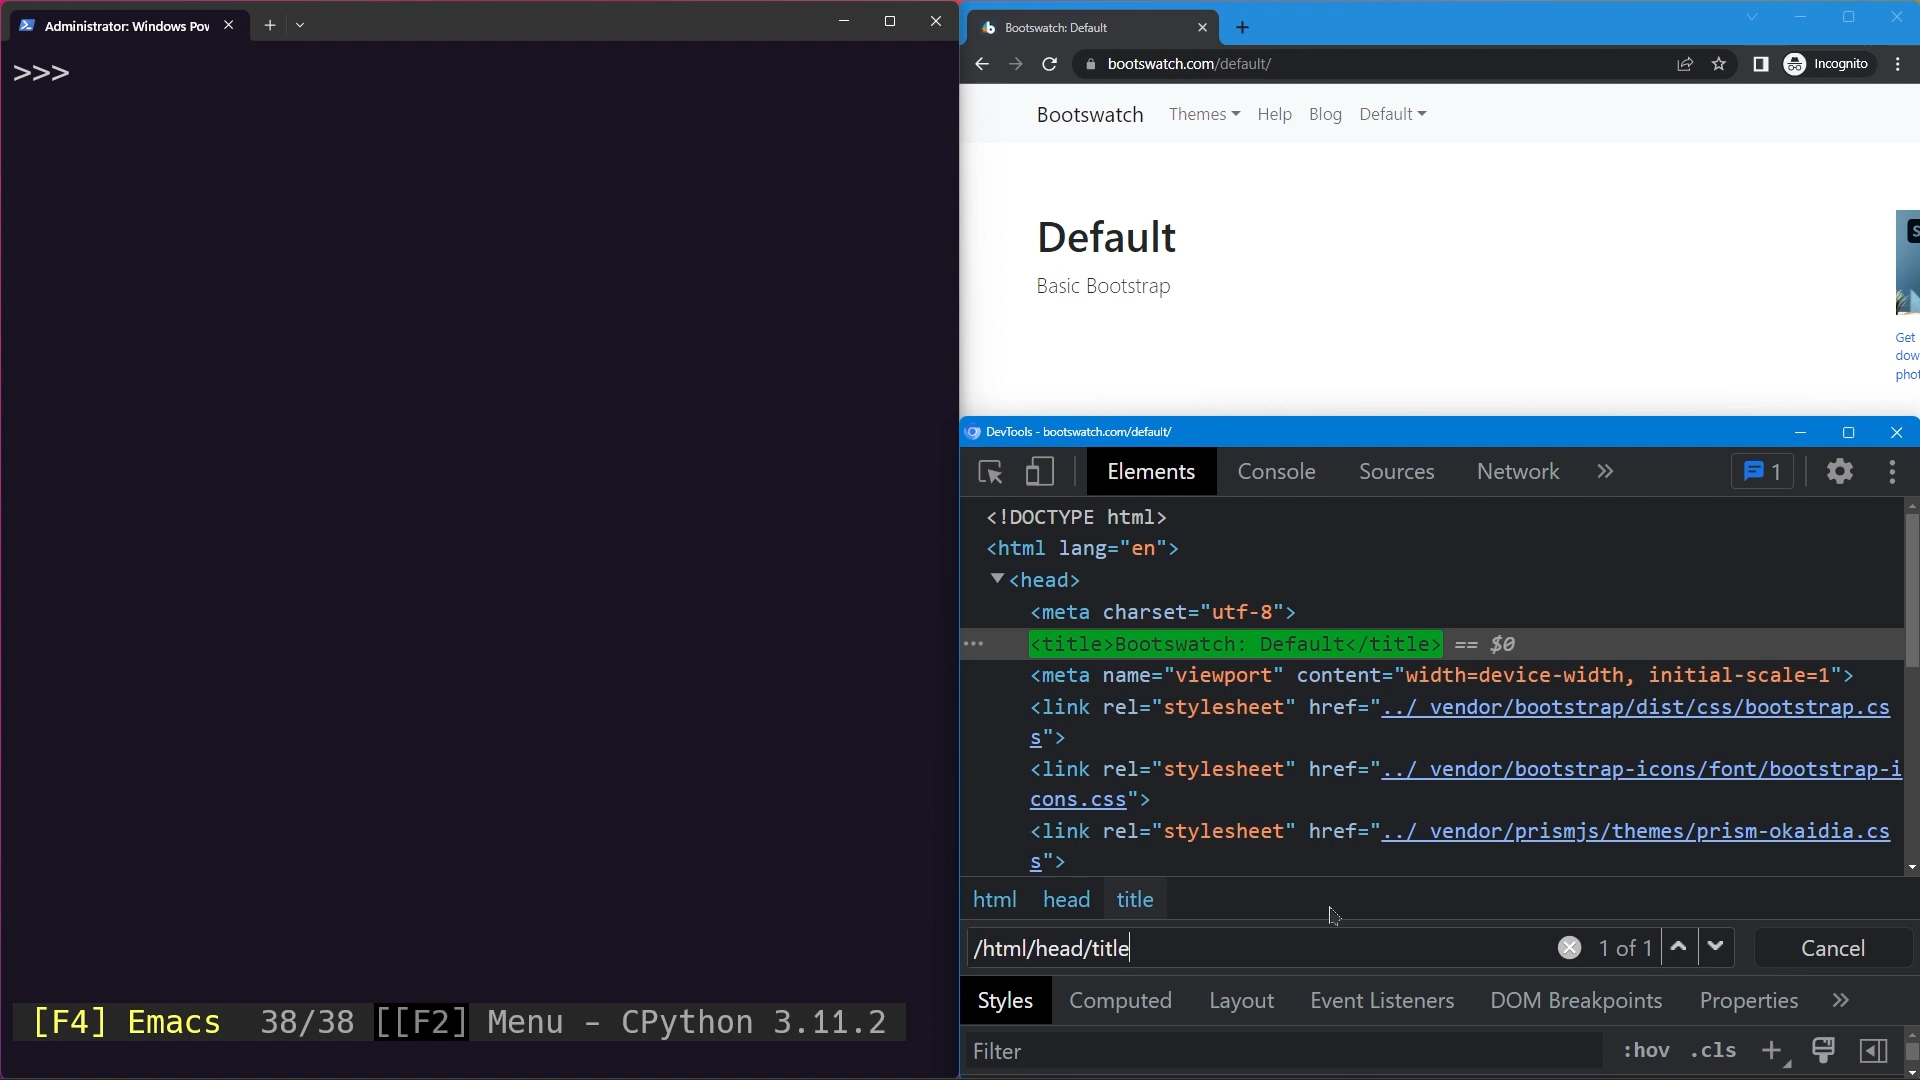 Administrator: Windows Pov
>>>
[F4] Emacs 38/38 [[F2] Menu - CPython 3.11.2
Bootswatch: Default
bootswatch.com/default/
Incognito
Bootswatch Themes Help Blog Default
Default
Basic Bootstrap
S
Get
dow
phot
DevTools - bootswatch.com/default/
Elements Console Sources Network » 1
<!DOCTYPE html>
<html lang="en">
<head>
<meta charset="utf-8">
<title>Bootswatch: Default</title> == $0
<meta name="viewport" content="width=device-width, initial-scale=1">
<link rel="stylesheet" href="../_vendor/bootstrap/dist/css/bootstrap.cs
s">
<link rel="stylesheet" href="../_vendor/bootstrap-icons/font/bootstrap-i
cons.css">
<link rel="stylesheet" href="../_vendor/prismjs/themes/prism-okaidia.cs
s">
html head title
/html/head/title 1 of 1 Cancel
Styles Computed Layout Event Listeners DOM Breakpoints Properties »
Filter :hov .cls